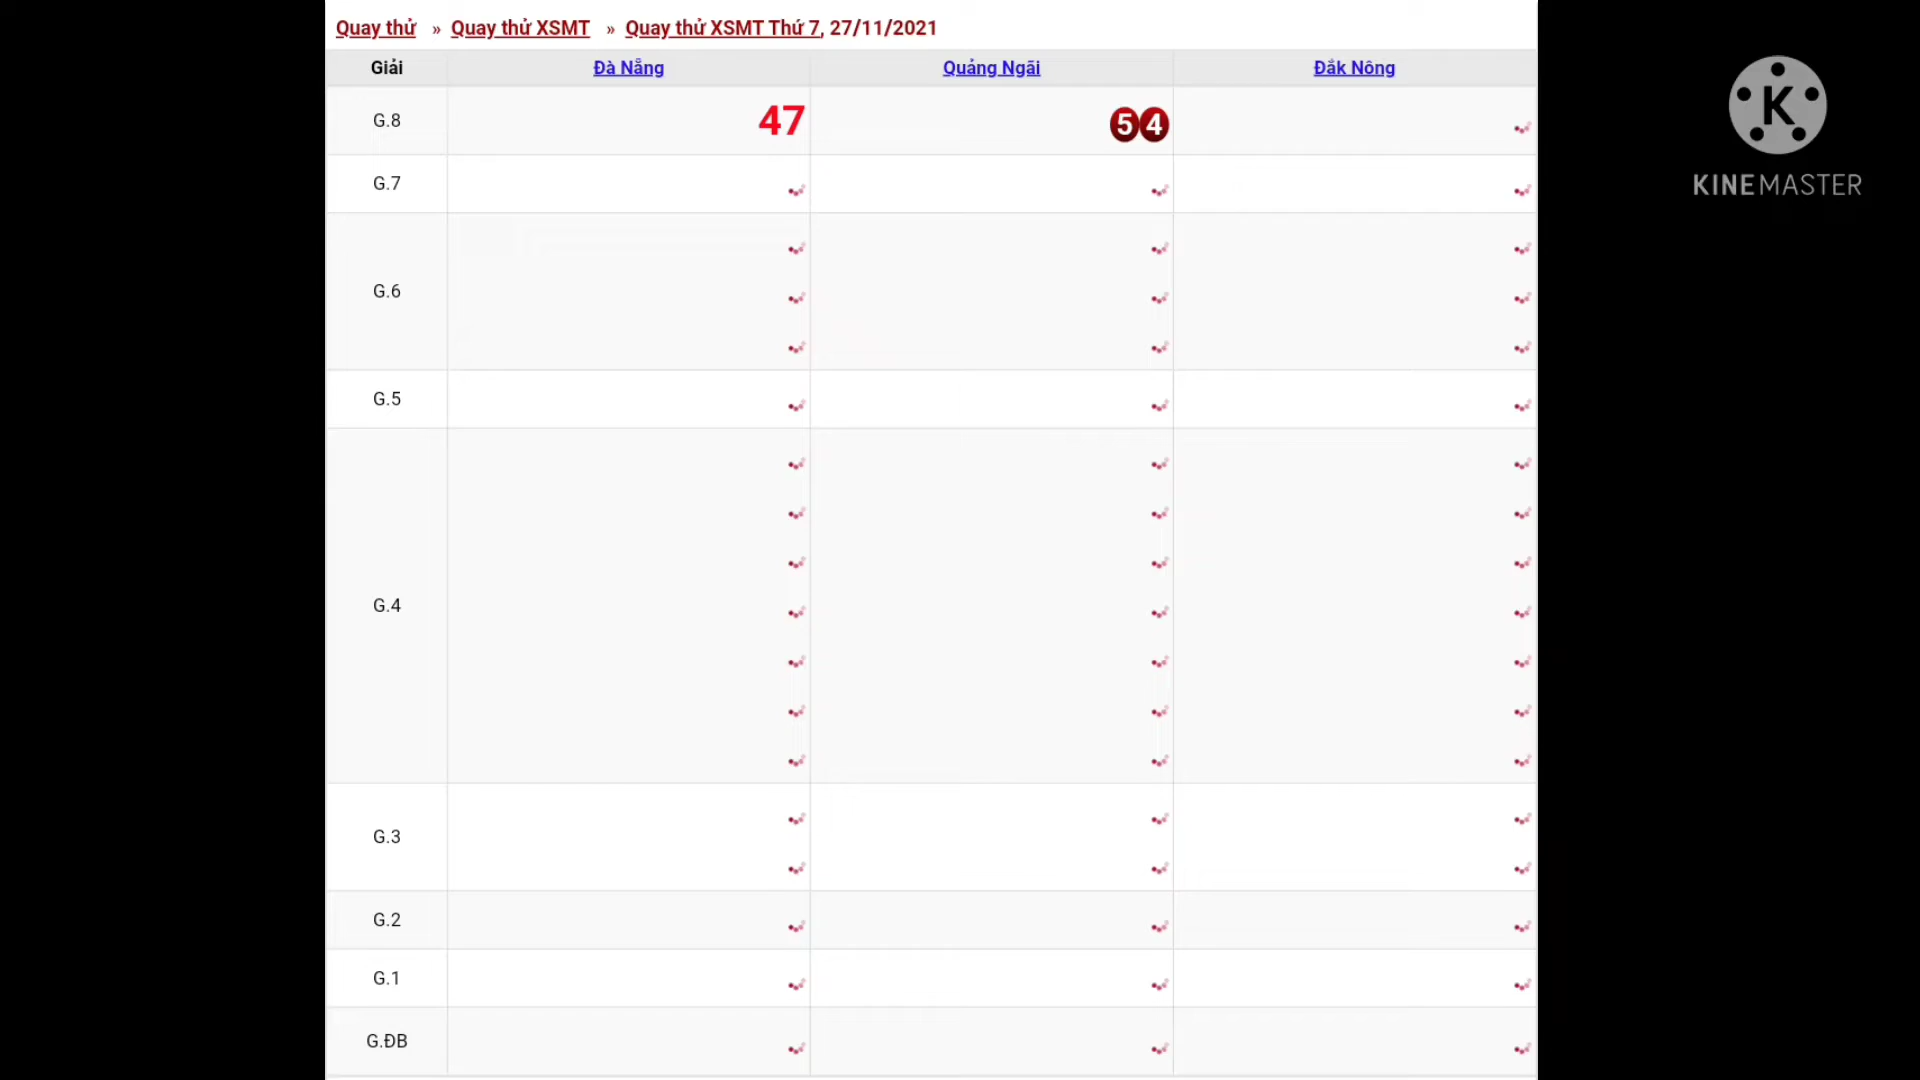 Quay thử » Quay thử XSMT » Quay thử XSMT Thứ 7, 27/11/2021
Giải Đà Nẵng Quảng Ngãi Đắk Nông
G.8 47 54
G.7
G.6
G.5
G.4
G.3
G.2
G.1
G.ĐB
K
KINEMASTER